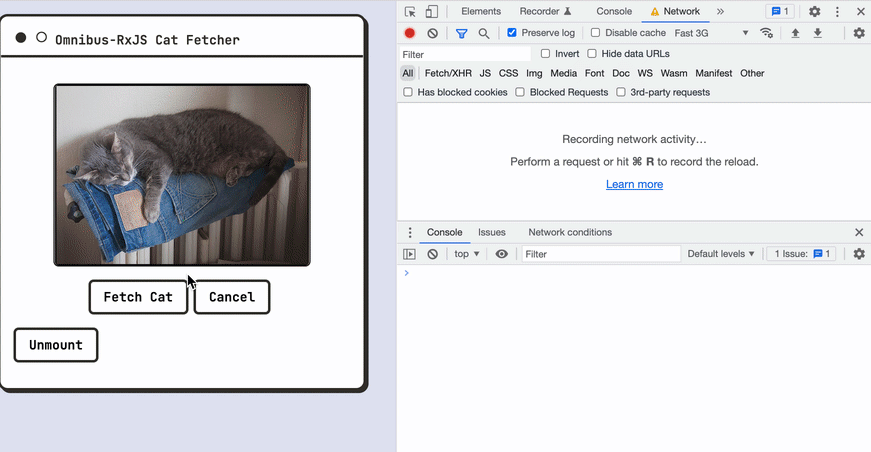 Omnibus-RxJS Cat Fetcher
Fetch Cat
Cancel
Unmount
Elements
Recorder
Console
Network
»
1
Preserve log
Disable cache
Fast 3G
Filter
Invert
Hide data URLs
All
Fetch/XHR
JS
CSS
Img
Media
Font
Doc
WS
Wasm
Manifest
Other
Has blocked cookies
Blocked Requests
3rd-party requests
Recording network activity…
Perform a request or hit ⌘ R to record the reload.
Learn more
Console
Issues
Network conditions
top
Filter
Default levels
1 Issue:
1
›